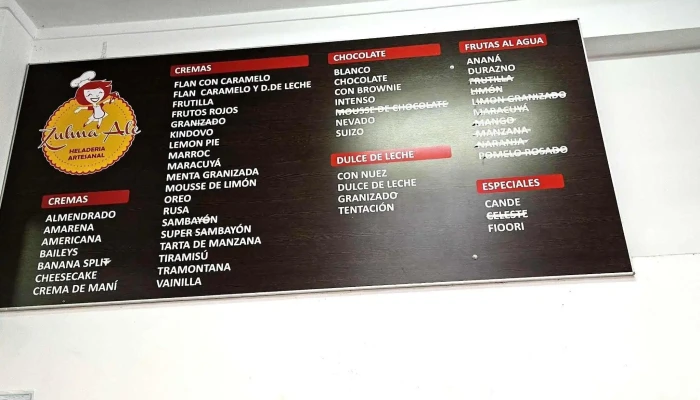 Zulma Ali
HELADERIA
ARTESANAL
CREMAS
ALMENDRADO
AMARENA
AMERICANA
BAILEYS
BANANA SPLIT
CHEESECAKE
CREMA DE MANÍ
CREMAS
FLAN CON CARAMELO
FLAN CARAMELO Y D.DE LECHE
FRUTILLA
FRUTOS ROJOS
GRANIZADO
KINDOVO
LEMON PIE
MARROC
MARACUYÁ
MENTA GRANIZADA
MOUSSE DE LIMÓN
OREO
RUSA
SAMBAYÓN
SUPER SAMBAYÓN
TARTA DE MANZANA
TIRAMISÚ
TRAMONTANA
VAINILLA
CHOCOLATE
BLANCO
CHOCOLATE
CON BROWNIE
INTENSO
MOUSSE DE CHOCOLATE
NEVADO
SUIZO
DULCE DE LECHE
CON NUEZ
DULCE DE LECHE
GRANIZADO
TENTACIÓN
FRUTAS AL AGUA
ANANÁ
DURAZNO
FRUTILLA
LIMÓN
LIMON GRANIZADO
MARACUYÁ
MANGO
MANZANA
NARANJA
POMELO ROSADO
ESPECIALES
CANDE
CELESTE
FIOORI